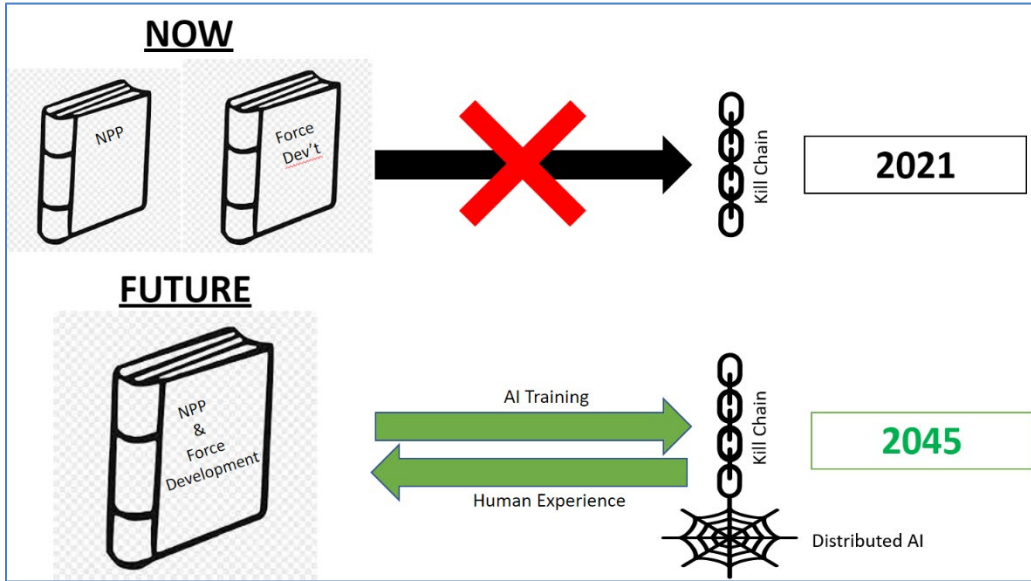 NOW
NPP
Force
Dev't
Kill Chain
2021
FUTURE
NPP
&
Force
Development
AI Training
Human Experience
Kill Chain
2045
Distributed AI